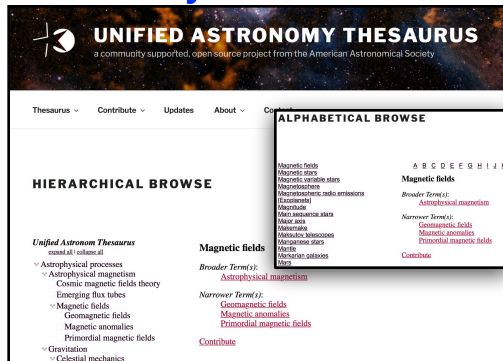 UNIFIED ASTRONOMY THESAURUS
a community supported, open source project from the American Astronomical Society
Thesaurus
Contribute
Updates
About
HIERARCHICAL BROWSE
Unified Astronom Thesaurus
expand all | collapse all
Astrophysical processes
Astrophysical magnetism
Cosmic magnetic fields theory
Emerging flux tubes
Magnetic fields
Geomagnetic fields
Magnetic anomalies
Primordial magnetic fields
Gravitation
Celestial mechanics
Magnetic fields
Broader Term(s):
Astrophysical magnetism
Narrower Term(s):
Geomagnetic fields
Magnetic anomalies
Primordial magnetic fields
Contribute
ALPHABETICAL BROWSE
Magnetic fields
Magnetic stars
Magnetic variable stars
Magnetosphere
Magnetospheric radio emissions
(Exoplanets)
Magnitude
Main sequence stars
Major axis
Makemake
Maksutov telescopes
Manganese stars
Mantle
Markarian galaxies
Mars
A B C D E F G H I J
Magnetic fields
Broader Term(s):
Astrophysical magnetism
Narrower Term(s):
Geomagnetic fields
Magnetic anomalies
Primordial magnetic fields
Contribute